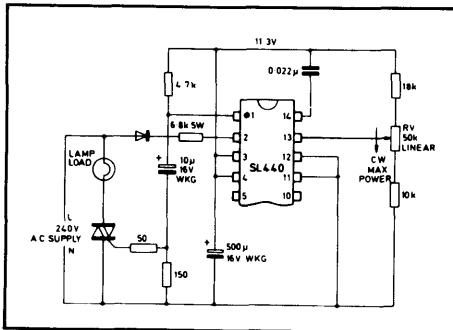 11.3V
4.7k
0.022µ
18k
1
14
6.8k 5W
2
13
RV
50k
LINEAR
LAMP
LOAD
+
10µ
16V
WKG
3
SL440
12
CW
MAX
POWER
4
11
5
10
10k
L
240V
AC SUPPLY
N
50
+
500µ
16V WKG
150